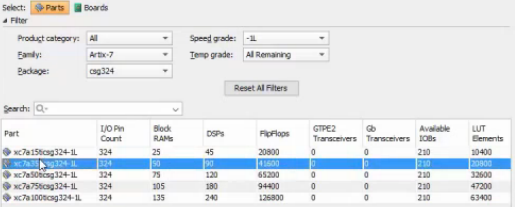 Select: Parts Boards
Filter
Product category: All Speed grade: -1L
Family: Artix-7 Temp grade: All Remaining
Package: csg324
Reset All Filters
Search: Q-
Part I/O Pin Count Block RAMs DSPs FlipFlops GTPE2 Transceivers Gb Transceivers Available IOBs LUT Elements
xc7a15ticsg324-1L 324 25 45 20800 0 0 210 10400
324 50 90 41600 0 0 210 20800
xc7a50ticsg324-1L 324 75 120 65200 0 0 210 32600
xc7a75ticsg324-1L 324 105 180 94400 0 0 210 47200
xc7a100ticsg324-1L 324 135 240 126800 0 0 210 63400